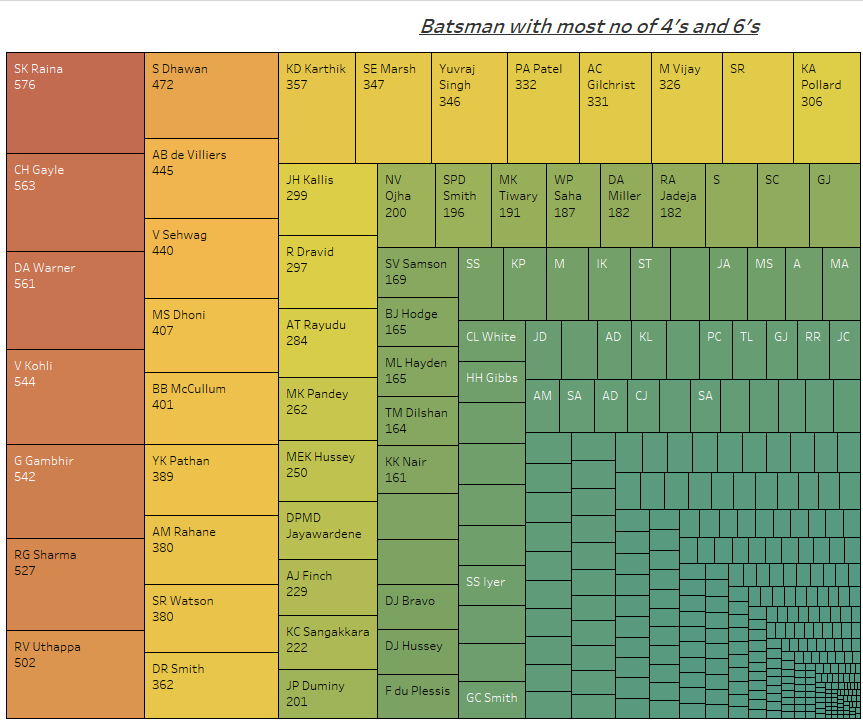 Batsman with most no of 4's and 6's
SK Raina
576
CH Gayle
563
DA Warner
561
V Kohli
544
G Gambhir
542
RG Sharma
527
RV Uthappa
502
S Dhawan
472
AB de Villiers
445
V Sehwag
440
MS Dhoni
407
BB McCullum
401
YK Pathan
389
AM Rahane
380
SR Watson
380
DR Smith
362
KD Karthik
357
SE Marsh
347
Yuvraj
Singh
346
PA Patel
332
AC
Gilchrist
331
M Vijay
326
SR
KA
Pollard
306
JH Kallis
299
R Dravid
297
AT Rayudu
284
MK Pandey
262
MEK Hussey
250
DPMD
Jayawardene
AJ Finch
229
KC Sangakkara
222
JP Duminy
201
NV
Ojha
200
SPD
Smith
196
MK
Tiwary
191
WP
Saha
187
DA
Miller
182
RA
Jadeja
182
S
SC
GJ
SV Samson
169
BJ Hodge
165
ML Hayden
165
TM Dilshan
164
KK Nair
161
DJ Bravo
DJ Hussey
F du Plessis
SS
KP
M
IK
ST
JA
MS
A
MA
CL White
HH Gibbs
SS Iyer
GC Smith
JD
AD
KL
PC
TL
GJ
RR
JC
AM
SA
AD
CJ
SA